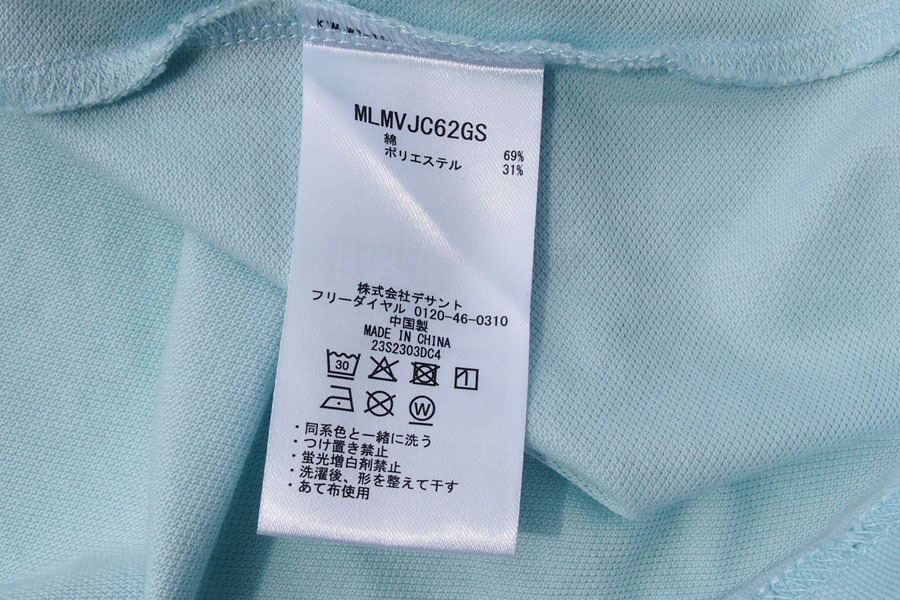 MLMVJC62GS
綿 69%
ポリエステル 31%
株式会社デサント
フリーダイヤル 0120-46-0310
中国製
MADE IN CHINA
23S2303DC4
30
W
・同系色と一緒に洗う
・つけ置き禁止
・蛍光増白剤禁止
・洗濯後、形を整えて干す
・あて布使用